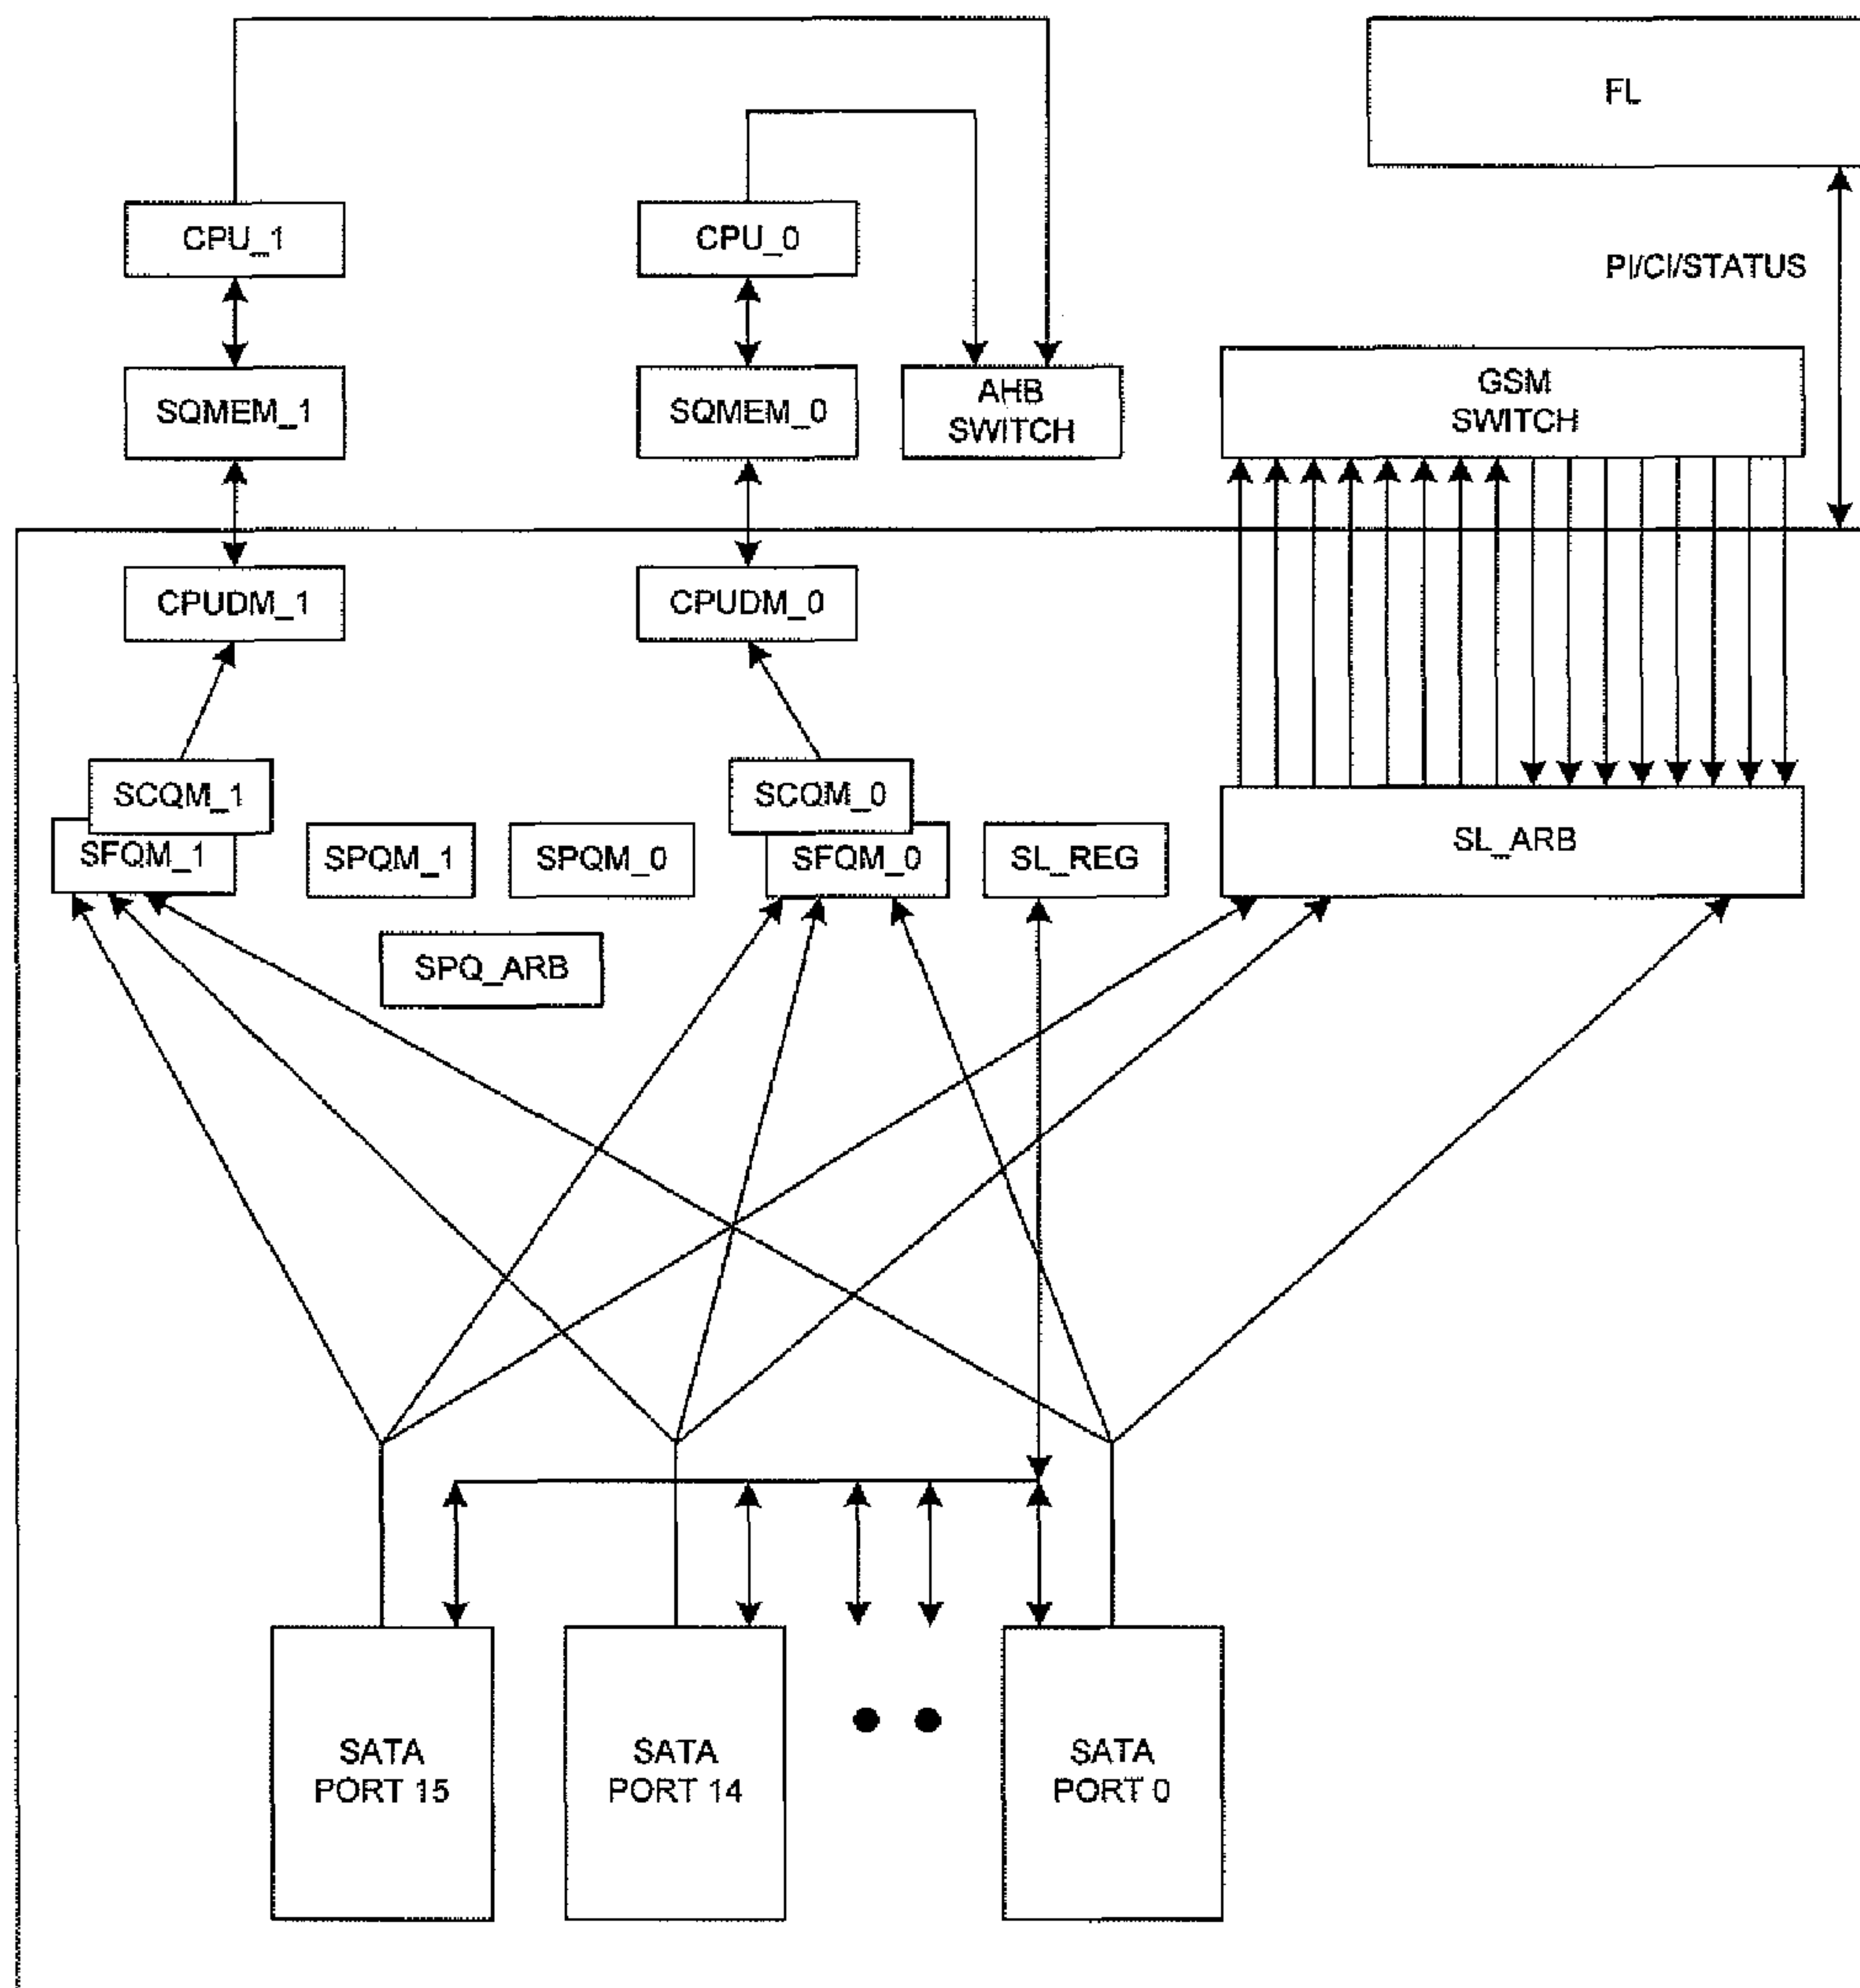 FL
CPU_1
CPU_0
PI/CI/STATUS
SQMEM_1
SQMEM_0
AHB
SWITCH
GSM
SWITCH
CPUDM_1
CPUDM_0
SCQM_1
SCQM_0
SFQM_1
SPQM_1
SPQM_0
SFQM_0
SL_REG
SL_ARB
SPQ_ARB
SATA
PORT 15
SATA
PORT 14
SATA
PORT 0